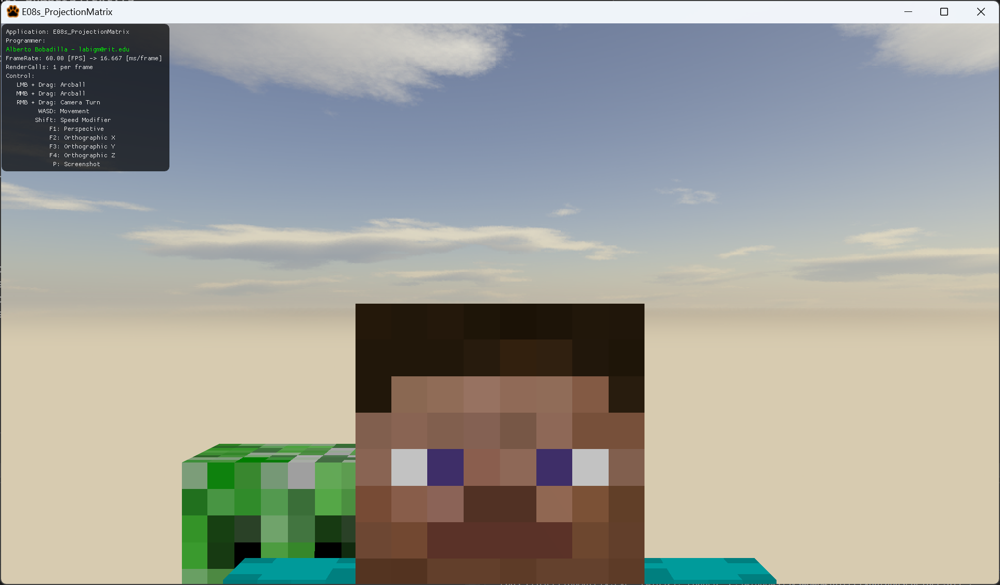 E08s_ProjectionMatrix
Application: E08s_ProjectionMatrix
Programmer:
Alberto Bobadilla - labigm@rit.edu
FrameRate: 60.00 [FPS] -> 16.667 [ms/frame]
RenderCalls: 1 per frame
Control:
LMB + Drag: Arcball
MMB + Drag: Arcball
RMB + Drag: Camera Turn
WASD: Movement
Shift: Speed Modifier
F1: Perspective
F2: Orthographic X
F3: Orthographic Y
F4: Orthographic Z
P: Screenshot